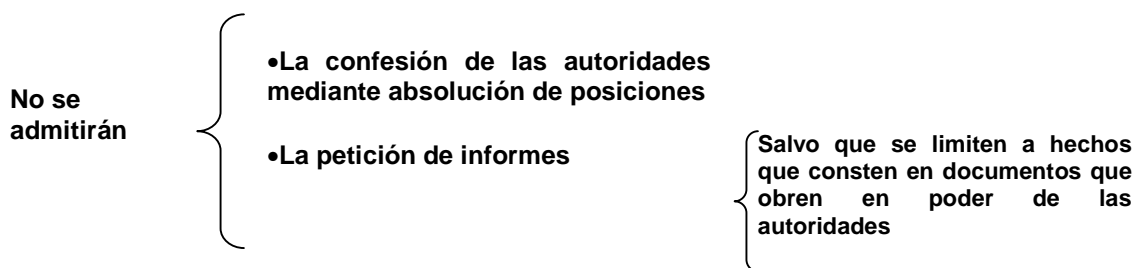 No se
admitirán
•La confesión de las autoridades
mediante absolución de posiciones
•La petición de informes
Salvo que se limiten a hechos
que consten en documentos que
obren en poder de las
autoridades